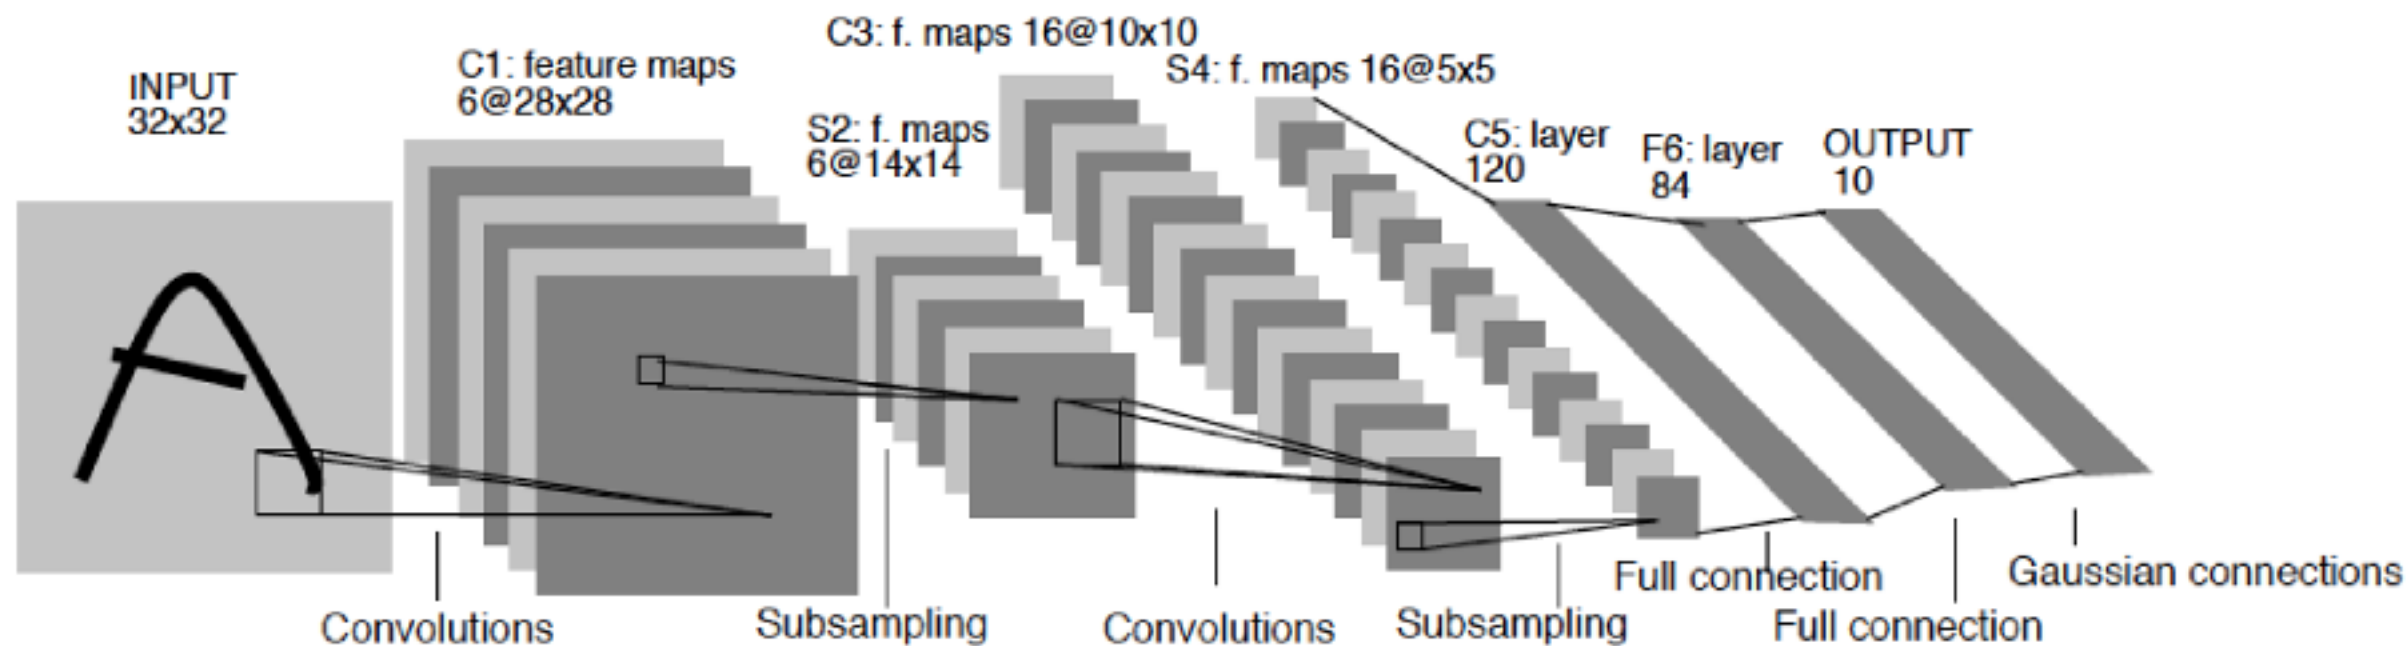 INPUT
32x32
C1: feature maps
6@28x28
S2: f. maps
6@14x14
C3: f. maps 16@10x10
S4: f. maps 16@5x5
C5: layer
120
F6: layer
84
OUTPUT
10
A
Convolutions
Subsampling
Convolutions
Subsampling
Full connection
Full connection
Gaussian connections